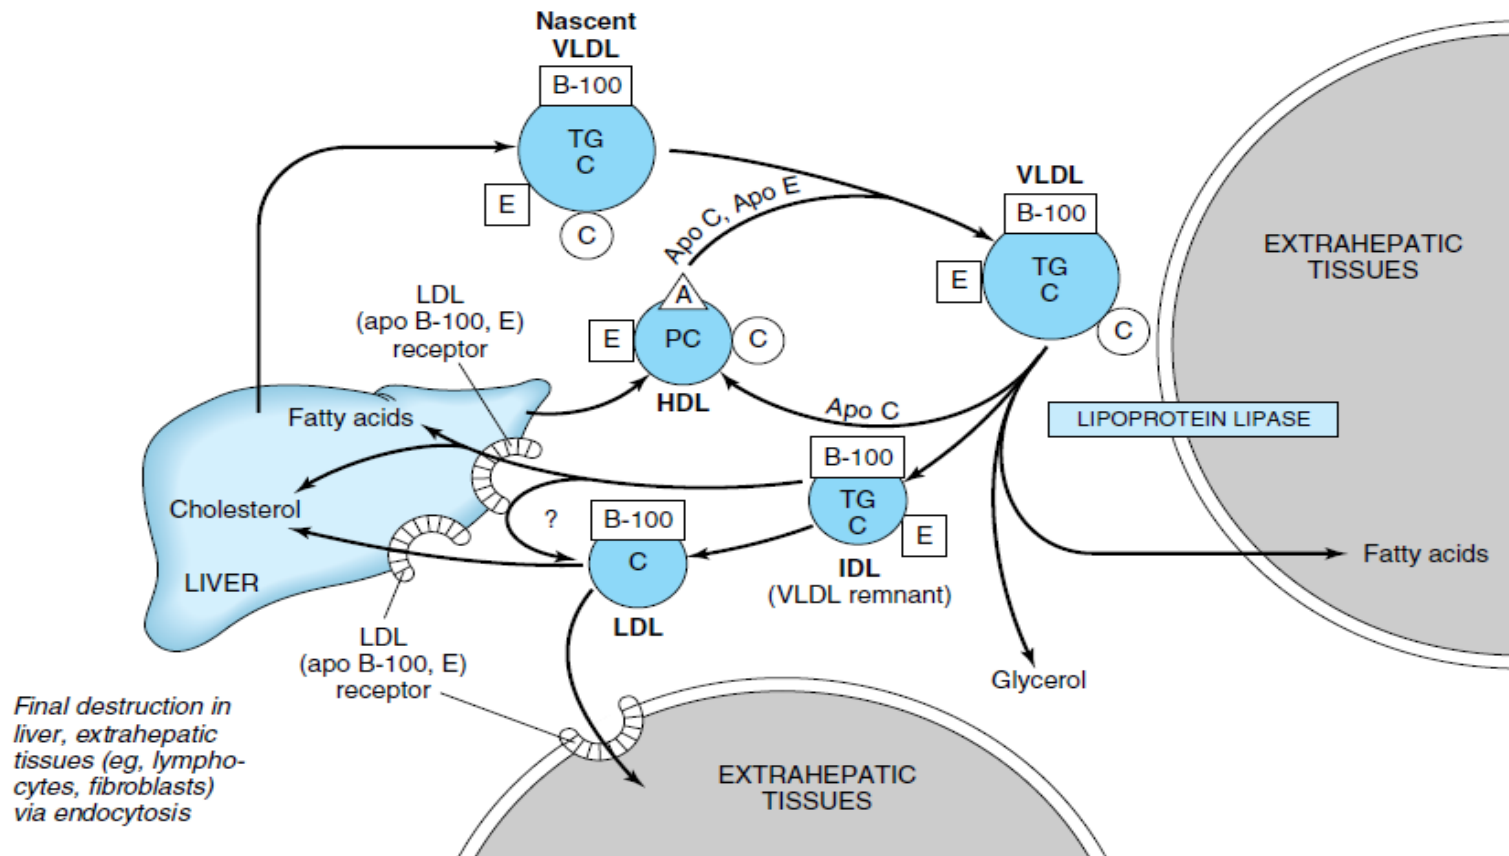 Nascent
VLDL
B-100
TG
C
E
C
Apo C, Apo E
VLDL
B-100
TG
C
E
C
EXTRAHEPATIC
TISSUES
LDL
(apo B-100, E)
receptor
A
E
PC
C
HDL
Apo C
LIPOPROTEIN LIPASE
Fatty acids
Cholesterol
LIVER
?
B-100
C
LDL
B-100
TG
C
E
IDL
(VLDL remnant)
Fatty acids
Glycerol
LDL
(apo B-100, E)
receptor
Final destruction in
liver, extrahepatic
tissues (eg, lympho-
cytes, fibroblasts)
via endocytosis
EXTRAHEPATIC
TISSUES